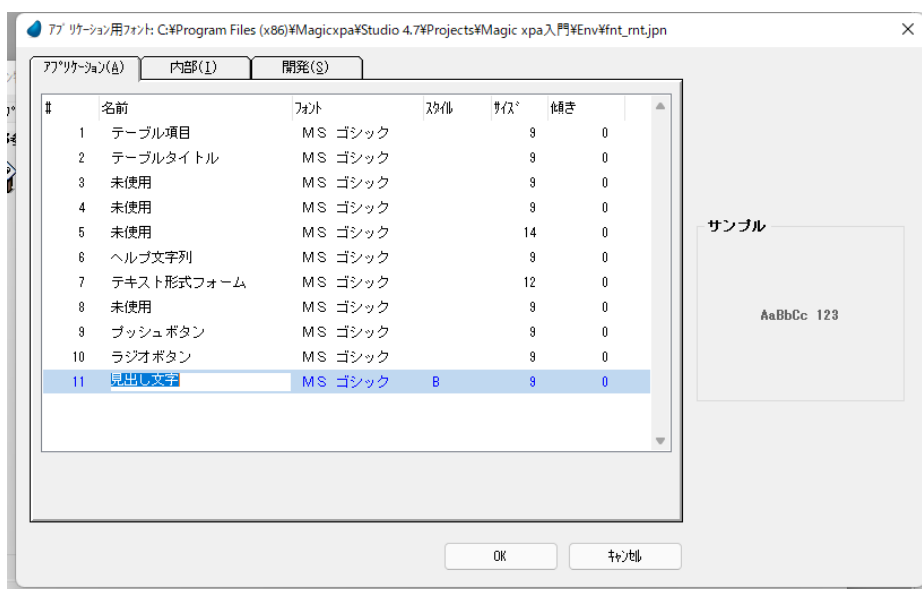 ｱﾌﾟﾘｹｰｼｮﾝ用ﾌｫﾝﾄ: C:¥Program Files (x86)¥Magicxpa¥Studio 4.7¥Projects¥Magic xpa入門¥Env¥fnt_rnt.jpn
ｱﾌﾟﾘｹｰｼｮﾝ(A) 内部(I) 開発(S)
# 名前 ﾌｫﾝﾄ ｽﾀｲﾙ ｻｲｽﾞ 傾き
1 テーブル項目 ＭＳ ゴシック 9 0
2 テーブルタイトル ＭＳ ゴシック 9 0
3 未使用 ＭＳ ゴシック 9 0
4 未使用 ＭＳ ゴシック 9 0
5 未使用 ＭＳ ゴシック 14 0
6 ヘルプ文字列 ＭＳ ゴシック 9 0
7 テキスト形式フォーム ＭＳ ゴシック 12 0
8 未使用 ＭＳ ゴシック 9 0
9 プッシュボタン ＭＳ ゴシック 9 0
10 ラジオボタン ＭＳ ゴシック 9 0
11 見出し文字 ＭＳ ゴシック B 9 0
サンプル
AaBbCc 123
OK ｷｬﾝｾﾙ